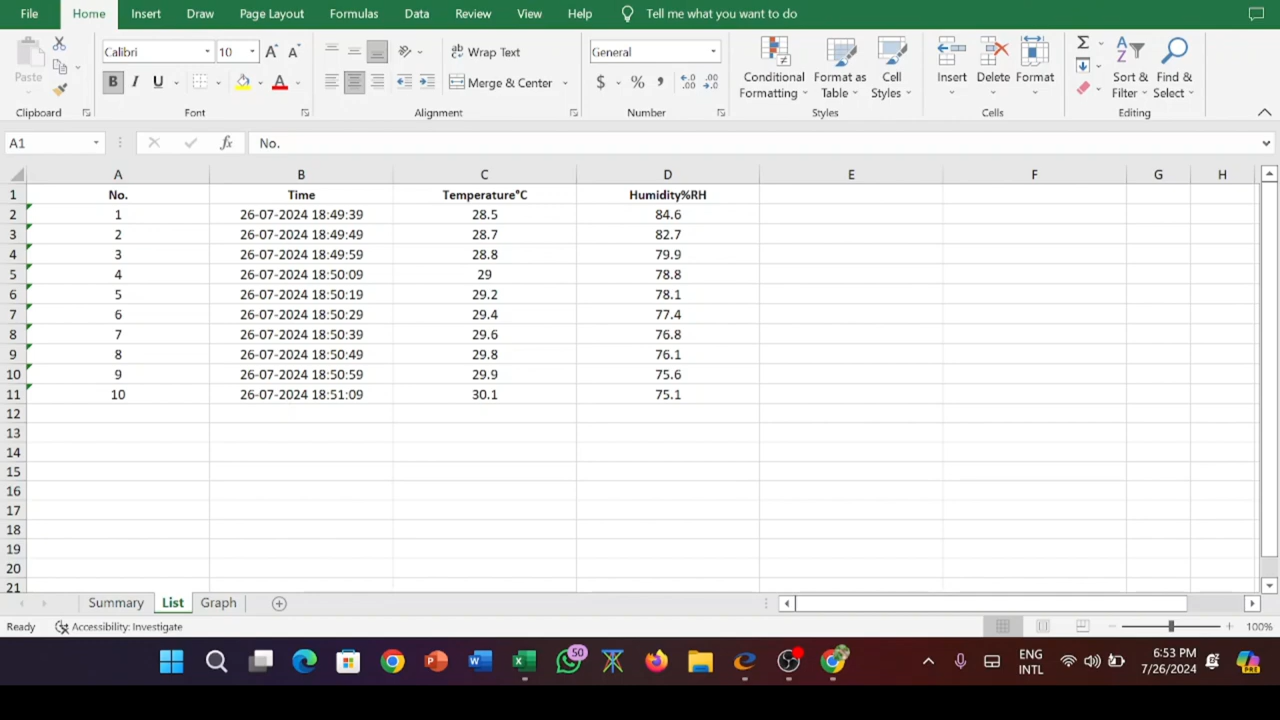 File Home Insert Draw Page Layout Formulas Data Review View Help Tell me what you want to do
Paste Calibri 10 Wrap Text General Conditional Formatting Format as Table Cell Styles Insert Delete Format Sort & Filter Find & Select
B I U A Merge & Center $ % ,
Clipboard Font Alignment Number Styles Cells Editing
A1 fx No.
A B C D E F G H
1 No. Time Temperature°C Humidity%RH
2 1 26-07-2024 18:49:39 28.5 84.6
3 2 26-07-2024 18:49:49 28.7 82.7
4 3 26-07-2024 18:49:59 28.8 79.9
5 4 26-07-2024 18:50:09 29 78.8
6 5 26-07-2024 18:50:19 29.2 78.1
7 6 26-07-2024 18:50:29 29.4 77.4
8 7 26-07-2024 18:50:39 29.6 76.8
9 8 26-07-2024 18:50:49 29.8 76.1
10 9 26-07-2024 18:50:59 29.9 75.6
11 10 26-07-2024 18:51:09 30.1 75.1
12
13
14
15
16
17
18
19
20
21
Summary List Graph
Ready Accessibility: Investigate 100%
50 ENG 6:53 PM
INTL 7/26/2024 PRE